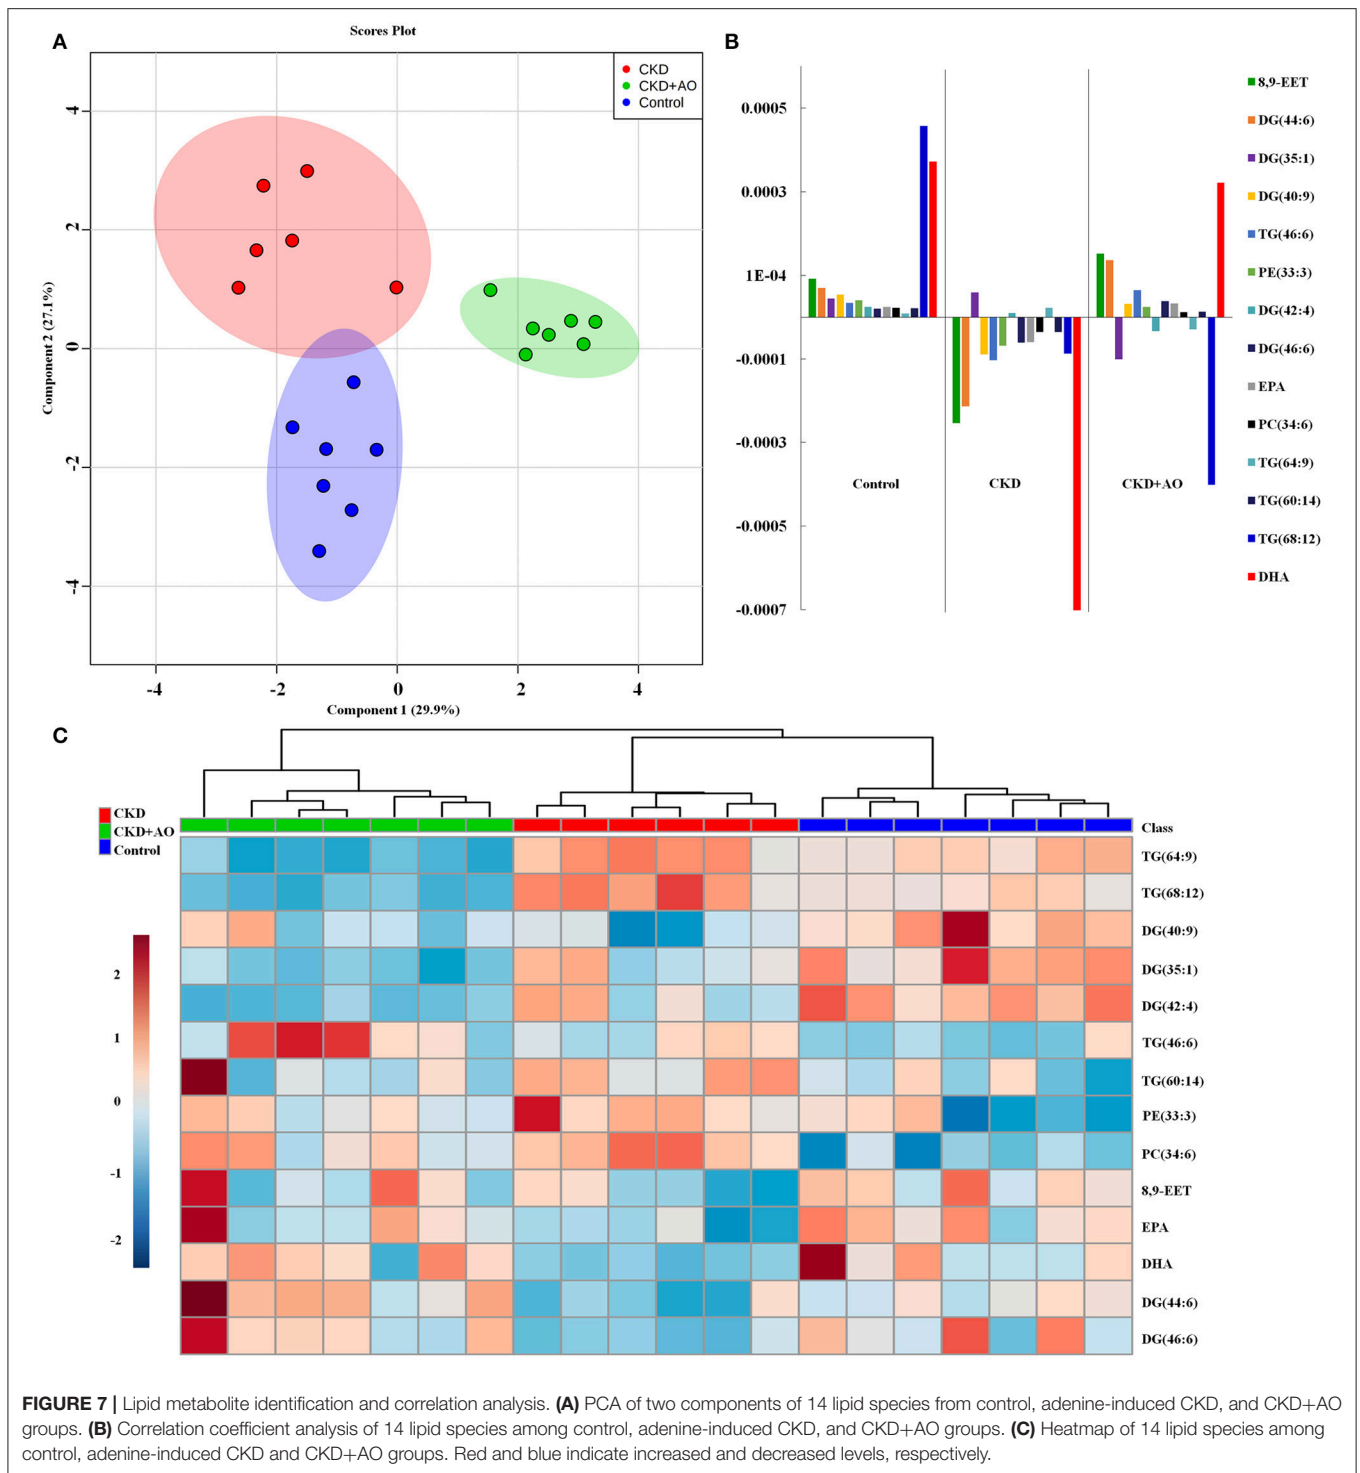 A
Scores Plot
CKD
CKD+AO
Control
4
2
0
-2
-4
Component 2 (27.1%)
-4
-2
0
2
4
Component 1 (29.9%)
B
0.0005
0.0003
1E-04
-0.0001
-0.0003
-0.0005
-0.0007
Control
CKD
CKD+AO
8,9-EET
DG(44:6)
DG(35:1)
DG(40:9)
TG(46:6)
PE(33:3)
DG(42:4)
DG(46:6)
EPA
PC(34:6)
TG(64:9)
TG(60:14)
TG(68:12)
DHA
C
CKD
CKD+AO
Control
2
1
0
-1
-2
Class
TG(64:9)
TG(68:12)
DG(40:9)
DG(35:1)
DG(42:4)
TG(46:6)
TG(60:14)
PE(33:3)
PC(34:6)
8,9-EET
EPA
DHA
DG(44:6)
DG(46:6)
FIGURE 7 | Lipid metabolite identification and correlation analysis. (A) PCA of two components of 14 lipid species from control, adenine-induced CKD, and CKD+AO
groups. (B) Correlation coefficient analysis of 14 lipid species among control, adenine-induced CKD, and CKD+AO groups. (C) Heatmap of 14 lipid species among
control, adenine-induced CKD and CKD+AO groups. Red and blue indicate increased and decreased levels, respectively.